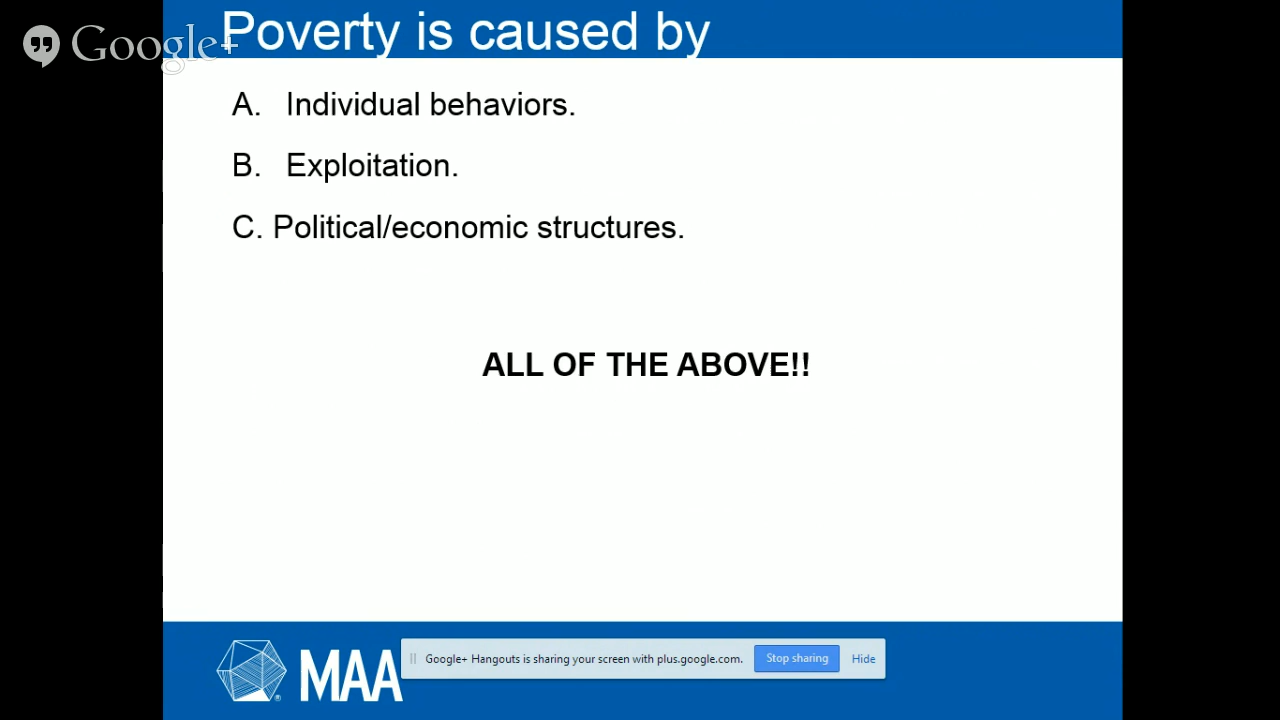 Poverty is caused by
Google+
A. Individual behaviors.
B. Exploitation.
C. Political/economic structures.
ALL OF THE ABOVE!!
MAA
®
Google+ Hangouts is sharing your screen with plus.google.com. Stop sharing Hide